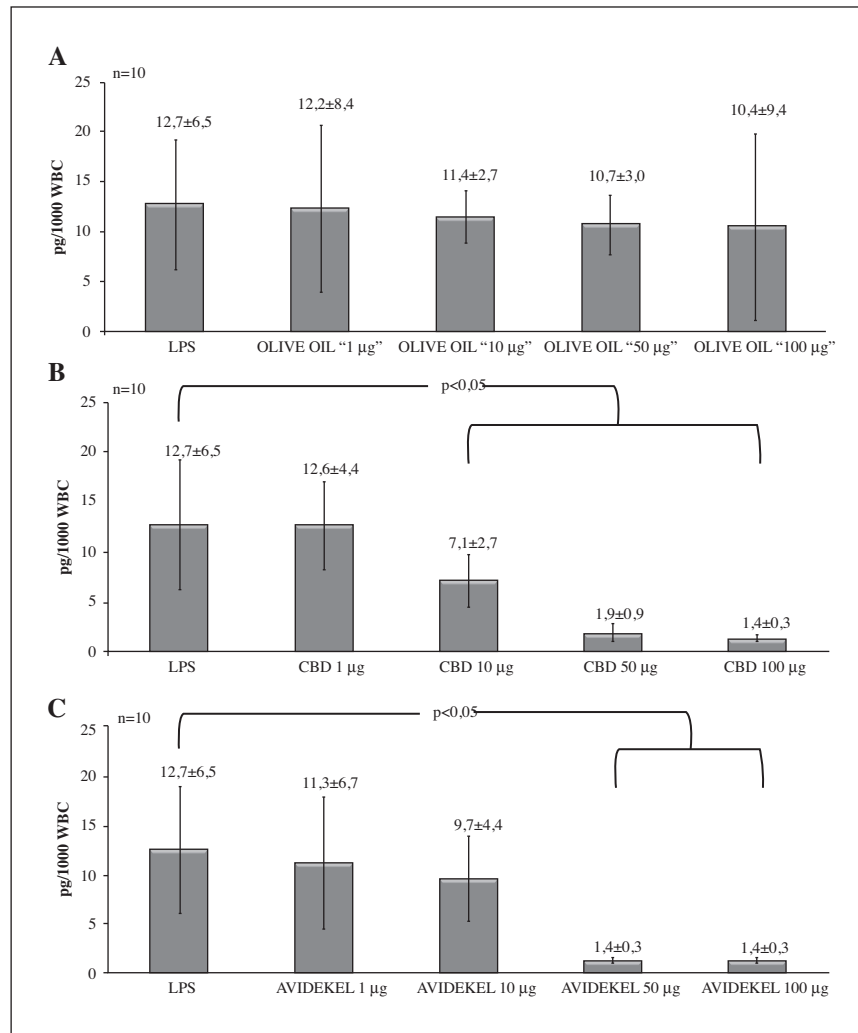 A
n=10
25
20
15
10
5
0
pg/1000 WBC
12,7±6,5
12,2±8,4
11,4±2,7
10,7±3,0
10,4±9,4
LPS
OLIVE OIL “1 µg”
OLIVE OIL “10 µg”
OLIVE OIL “50 µg”
OLIVE OIL “100 µg”
B
n=10
p<0,05
25
20
15
10
5
0
pg/1000 WBC
12,7±6,5
12,6±4,4
7,1±2,7
1,9±0,9
1,4±0,3
LPS
CBD 1 µg
CBD 10 µg
CBD 50 µg
CBD 100 µg
C
n=10
p<0,05
25
20
15
10
5
0
pg/1000 WBC
12,7±6,5
11,3±6,7
9,7±4,4
1,4±0,3
1,4±0,3
LPS
AVIDEKEL 1 µg
AVIDEKEL 10 µg
AVIDEKEL 50 µg
AVIDEKEL 100 µg